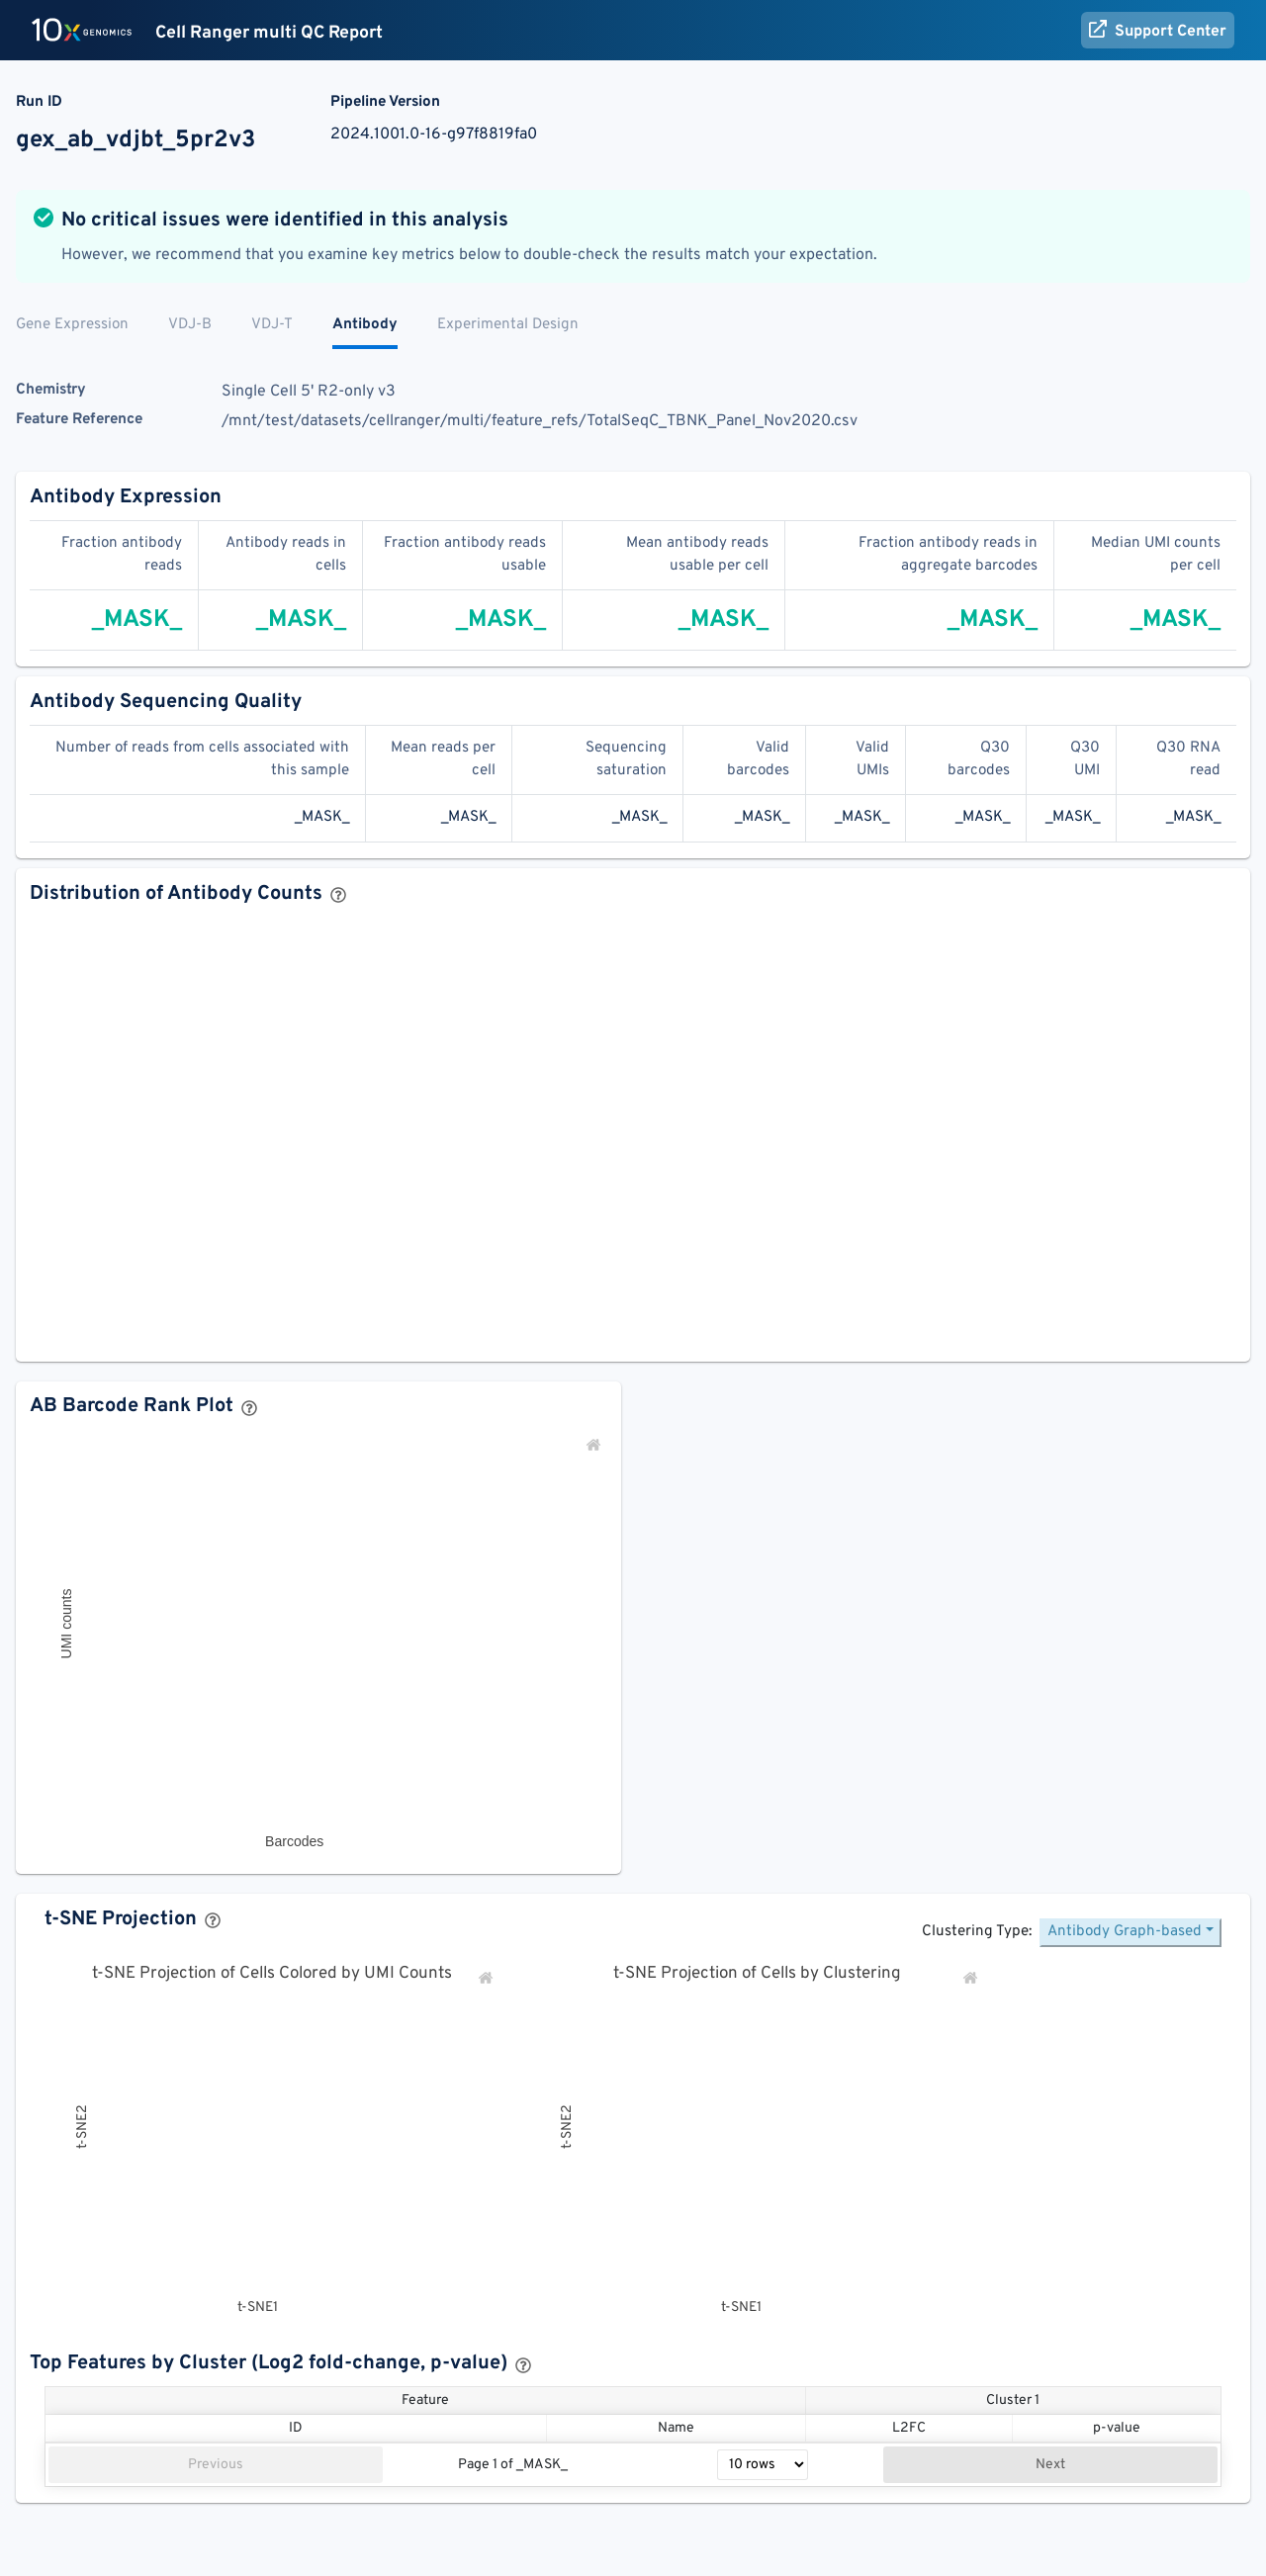 10x GENOMICS Cell Ranger multi QC Report Support Center
Run ID Pipeline Version
gex_ab_vdjbt_5pr2v3 2024.1001.0-16-g97f8819fa0
No critical issues were identified in this analysis
However, we recommend that you examine key metrics below to double-check the results match your expectation.
Gene Expression VDJ-B VDJ-T Antibody Experimental Design
Chemistry Single Cell 5' R2-only v3
Feature Reference /mnt/test/datasets/cellranger/multi/feature_refs/TotalSeqC_TBNK_Panel_Nov2020.csv
Antibody Expression
Fraction antibody reads Antibody reads in cells Fraction antibody reads usable Mean antibody reads usable per cell Fraction antibody reads in aggregate barcodes Median UMI counts per cell
_MASK_ _MASK_ _MASK_ _MASK_ _MASK_ _MASK_
Antibody Sequencing Quality
Number of reads from cells associated with this sample Mean reads per cell Sequencing saturation Valid barcodes Valid UMIs Q30 barcodes Q30 UMI Q30 RNA read
_MASK_ _MASK_ _MASK_ _MASK_ _MASK_ _MASK_ _MASK_ _MASK_
Distribution of Antibody Counts ?
AB Barcode Rank Plot ?
UMI counts
Barcodes
t-SNE Projection ?
Clustering Type: Antibody Graph-based
t-SNE Projection of Cells Colored by UMI Counts t-SNE Projection of Cells by Clustering
t-SNE2 t-SNE2
t-SNE1 t-SNE1
Top Features by Cluster (Log2 fold-change, p-value) ?
Feature Cluster 1
ID Name L2FC p-value
Previous Page 1 of _MASK_ 10 rows Next